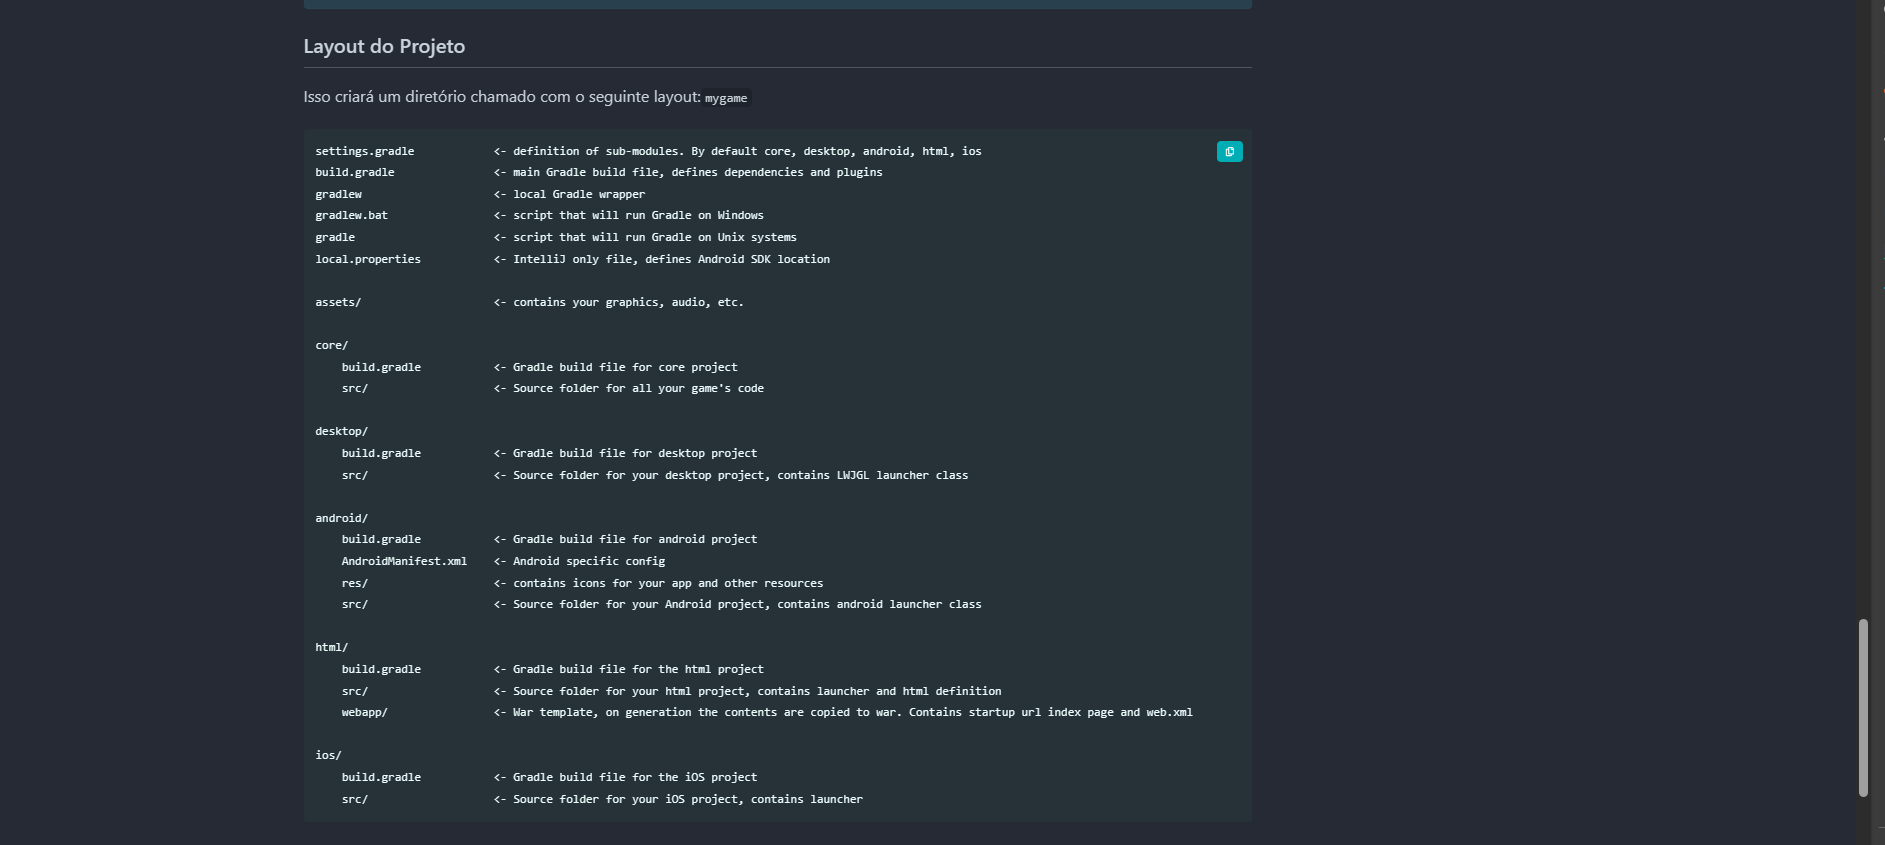 Layout do Projeto
Isso criará um diretório chamado com o seguinte layout: mygame
settings.gradle <- definition of sub-modules. By default core, desktop, android, html, ios
build.gradle <- main Gradle build file, defines dependencies and plugins
gradlew <- local Gradle wrapper
gradlew.bat <- script that will run Gradle on Windows
gradle <- script that will run Gradle on Unix systems
local.properties <- IntelliJ only file, defines Android SDK location
assets/ <- contains your graphics, audio, etc.
core/
build.gradle <- Gradle build file for core project
src/ <- Source folder for all your game's code
desktop/
build.gradle <- Gradle build file for desktop project
src/ <- Source folder for your desktop project, contains LWJGL launcher class
android/
build.gradle <- Gradle build file for android project
AndroidManifest.xml <- Android specific config
res/ <- contains icons for your app and other resources
src/ <- Source folder for your Android project, contains android launcher class
html/
build.gradle <- Gradle build file for the html project
src/ <- Source folder for your html project, contains launcher and html definition
webapp/ <- War template, on generation the contents are copied to war. Contains startup url index page and web.xml
ios/
build.gradle <- Gradle build file for the iOS project
src/ <- Source folder for your iOS project, contains launcher